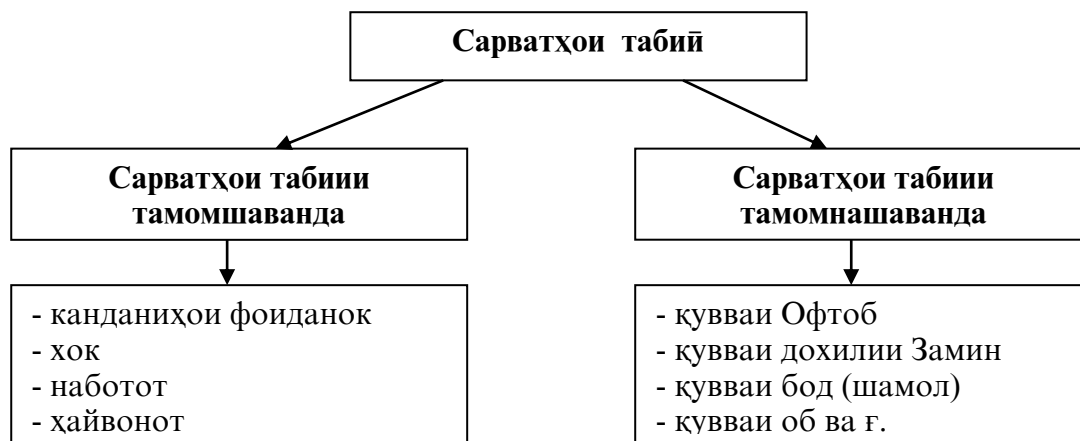 Сарватҳои табиӣ
Сарватҳои табиии
тамомшаванда
Сарватҳои табиии
тамомнашаванда
- канданиҳои фоиданок
- хок
- наботот
- ҳайвонот
- қувваи Офтоб
- қувваи дохилии Замин
- қувваи бод (шамол)
- қувваи об ва ғ.